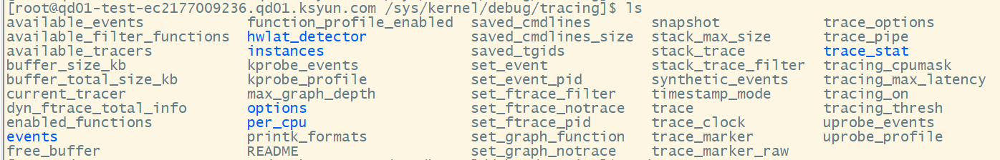 [root@qd01-test-ec2177009236.qd01.ksyun.com /sys/kernel/debug/tracing]$ ls
available_events function_profile_enabled saved_cmdlines snapshot trace_options
available_filter_functions hwlat_detector saved_cmdlines_size stack_max_size trace_pipe
available_tracers instances saved_tgids stack_trace trace_stat
buffer_size_kb kprobe_events set_event stack_trace_filter tracing_cpumask
buffer_total_size_kb kprobe_profile set_event_pid synthetic_events tracing_max_latency
current_tracer max_graph_depth set_ftrace_filter timestamp_mode tracing_on
dyn_ftrace_total_info options set_ftrace_notrace trace tracing_thresh
enabled_functions per_cpu set_ftrace_pid trace_clock uprobe_events
events printk_formats set_graph_function trace_marker uprobe_profile
free_buffer README set_graph_notrace trace_marker_raw